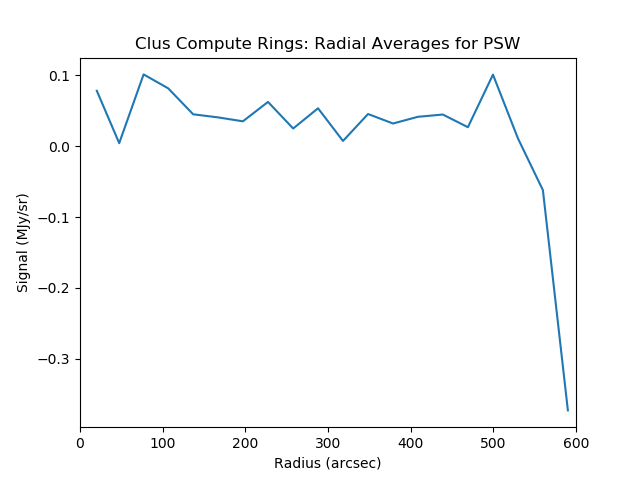 Clus Compute Rings: Radial Averages for PSW
Signal (MJy/sr)
0.1
0.0
−0.1
−0.2
−0.3
0 100 200 300 400 500 600
Radius (arcsec)